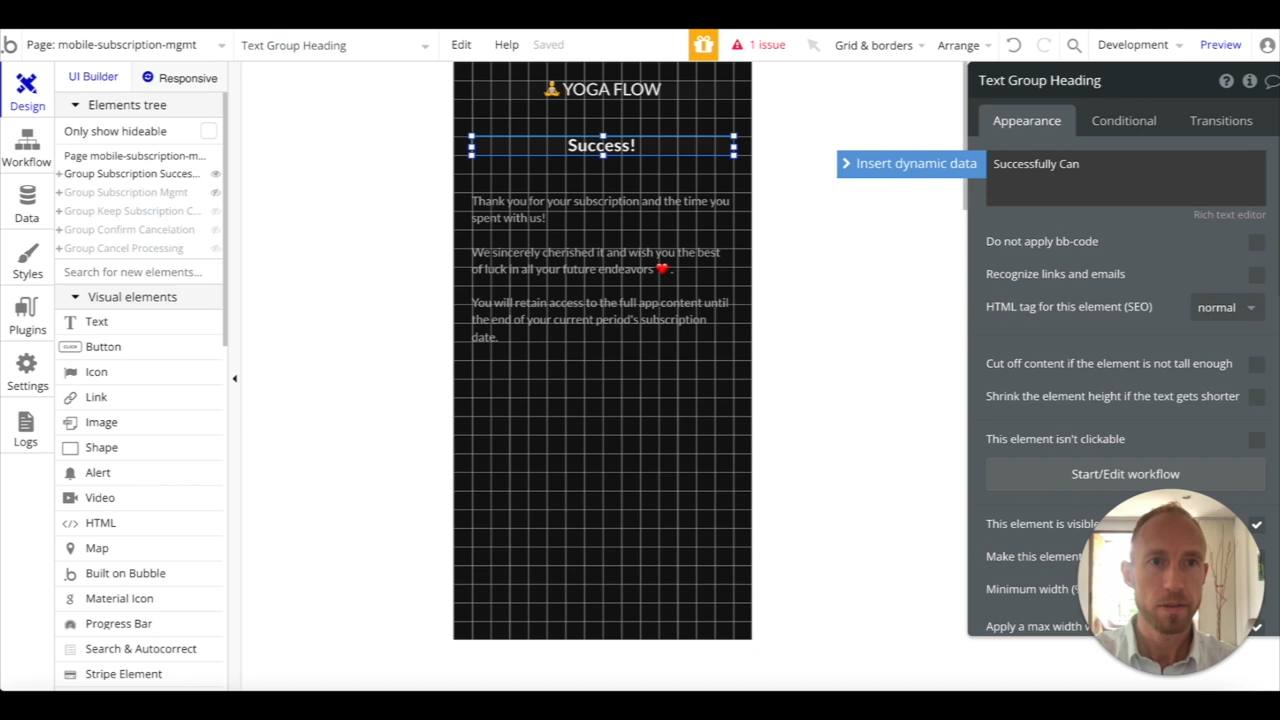 Page: mobile-subscription-mgmt
Text Group Heading
Edit
Help
Saved
1 issue
Grid & borders
Arrange
Development
Preview
Design
Workflow
Data
Styles
Plugins
Settings
Logs
UI Builder
Responsive
Elements tree
Only show hideable
Page mobile-subscription-m...
Group Subscription Succes...
Group Subscription Mgmt
Group Keep Subscription C...
Group Confirm Cancelation
Group Cancel Processing
Search for new elements...
Visual elements
Text
CLICK Button
Icon
Link
Image
Shape
Alert
Video
HTML
Map
Built on Bubble
Material Icon
Progress Bar
Search & Autocorrect
Stripe Element
🧘YOGA FLOW
Success!
Thank you for your subscription and the time you
spent with us!
We sincerely cherished it and wish you the best
of luck in all your future endeavors ❤️.
You will retain access to the full app content until
the end of your current period's subscription
date.
Text Group Heading
Appearance
Conditional
Transitions
Insert dynamic data
Successfully Can
Rich text editor
Do not apply bb-code
Recognize links and emails
HTML tag for this element (SEO)
normal
Cut off content if the element is not tall enough
Shrink the element height if the text gets shorter
This element isn't clickable
Start/Edit workflow
This element is visible
Make this element
Minimum width (%
Apply a max width